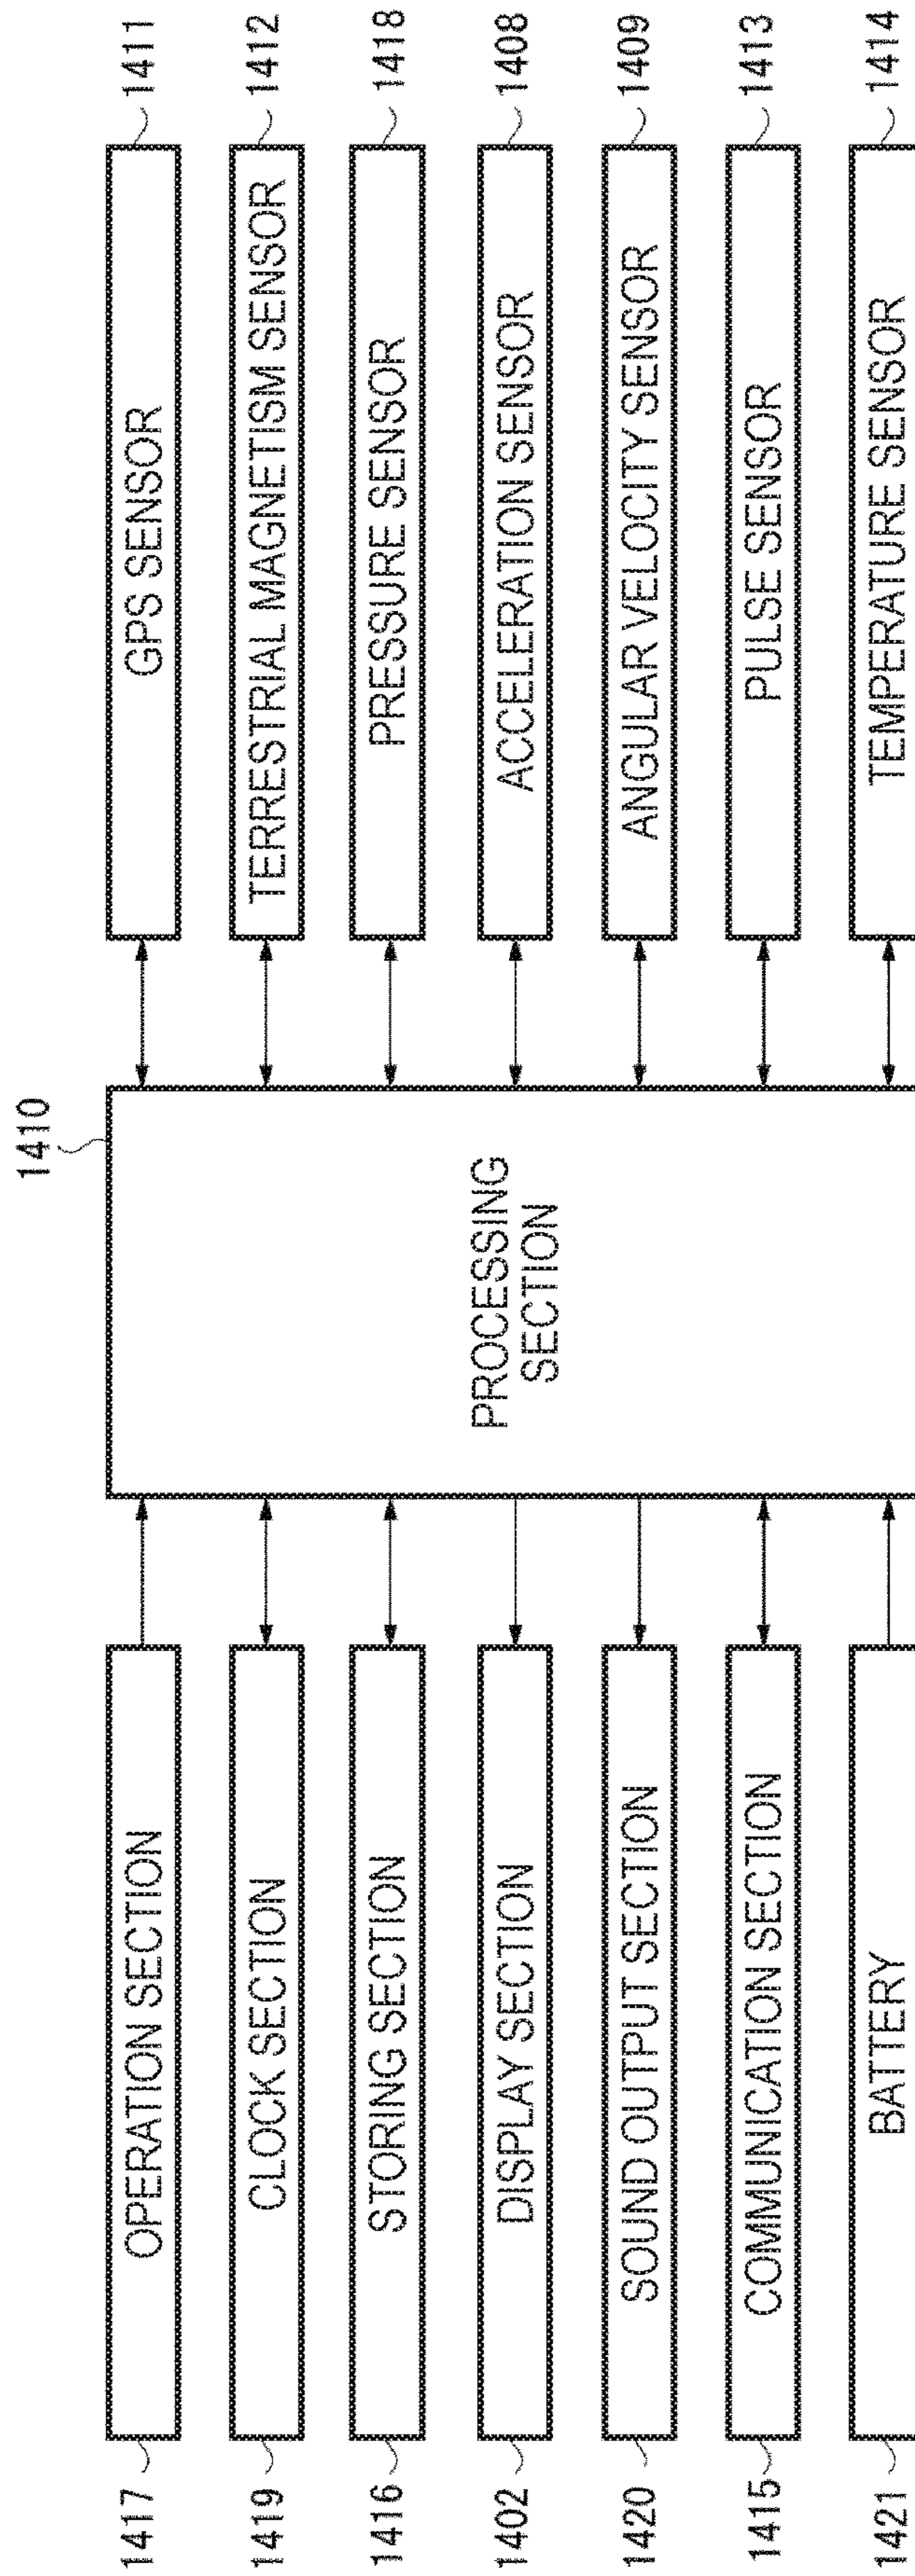 1410
1417
OPERATION SECTION
1419
CLOCK SECTION
1416
STORING SECTION
1402
DISPLAY SECTION
1420
SOUND OUTPUT SECTION
1415
COMMUNICATION SECTION
1421
BATTERY
PROCESSING
SECTION
GPS SENSOR
1411
TERRESTRIAL MAGNETISM SENSOR
1412
PRESSURE SENSOR
1418
ACCELERATION SENSOR
1408
ANGULAR VELOCITY SENSOR
1409
PULSE SENSOR
1413
TEMPERATURE SENSOR
1414